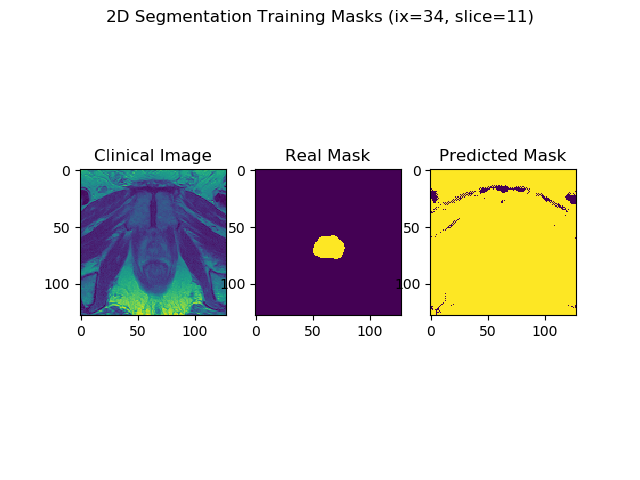 2D Segmentation Training Masks (ix=34, slice=11)
Clinical Image Real Mask Predicted Mask
0 0 0
50 50 50
100 100 100
0 50 100 0 50 100 0 50 100